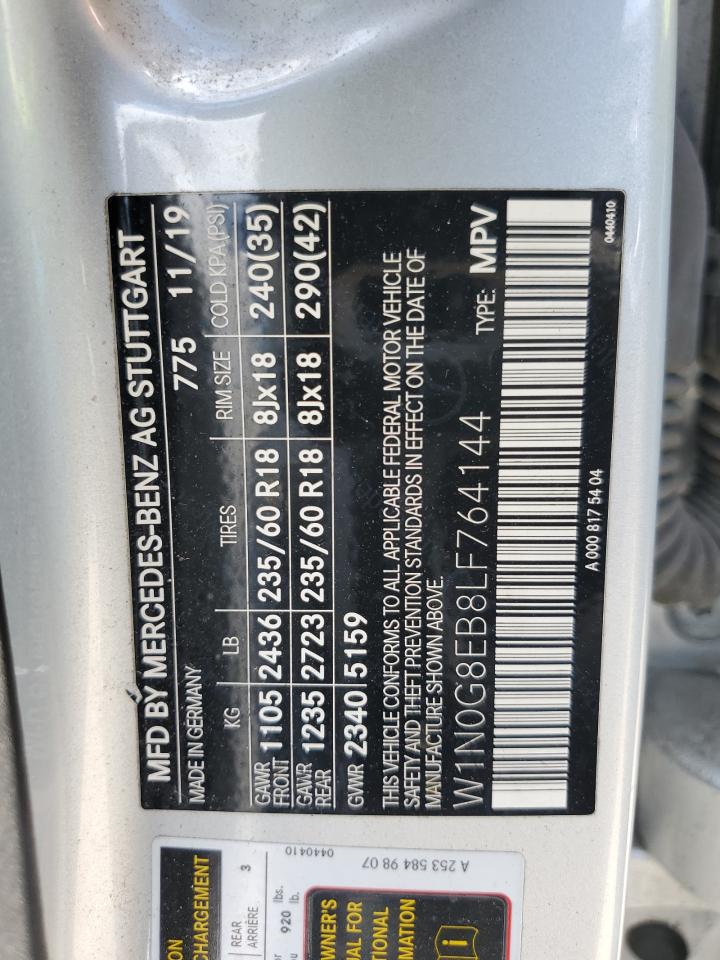 MFD BY MERCEDES-BENZ AG STUTTGART
MADE IN GERMANY 775 11/19
KG LB TIRES RIM SIZE COLD KPA(PSI)
GAWR FRONT 1105 2436 235/60 R18 8Jx18 240(35)
GAWR REAR 1235 2723 235/60 R18 8Jx18 290(42)
GVWR 2340 5159
THIS VEHICLE CONFORMS TO ALL APPLICABLE FEDERAL MOTOR VEHICLE
SAFETY AND THEFT PREVENTION STANDARDS IN EFFECT ON THE DATE OF
MANUFACTURE SHOWN ABOVE.
W1N0G8EB8LF764144 TYPE: MPV
A 000 817 54 04 0440410
CHARGEMENT
REAR
ARRIÈRE 3
920 lbs.
lb.
0440410
A 253 584 98 07